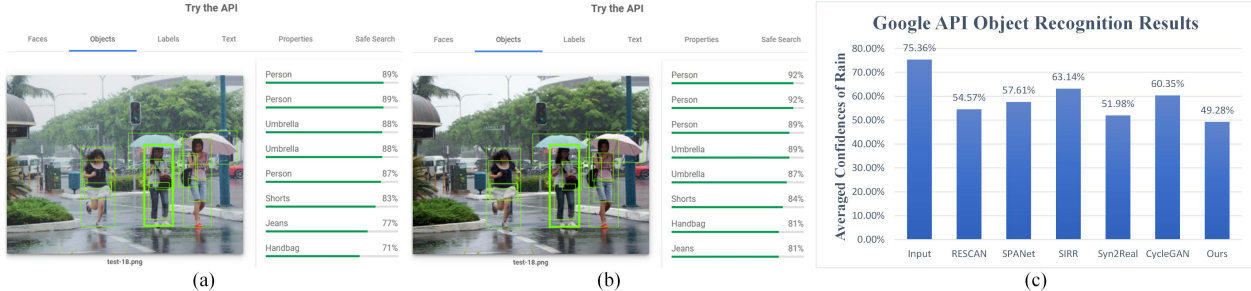 Try the API
Faces Objects Labels Text Properties Safe Search
Person 89%
Person 89%
Umbrella 88%
Umbrella 88%
Person 87%
Shorts 83%
Jeans 77%
Handbag 71%
test-18.png
(a)
Try the API
Faces Objects Labels Text Properties Safe Search
Person 92%
Person 92%
Person 89%
Umbrella 89%
Umbrella 87%
Shorts 84%
Handbag 81%
Jeans 81%
test-18.png
(b)
Google API Object Recognition Results
Averaged Confidences of Rain
80.00%
70.00%
60.00%
50.00%
40.00%
30.00%
20.00%
10.00%
0.00%
75.36%
54.57%
57.61%
63.14%
51.98%
60.35%
49.28%
Input RESCAN SPANet SIRR Syn2Real CycleGAN Ours
(c)